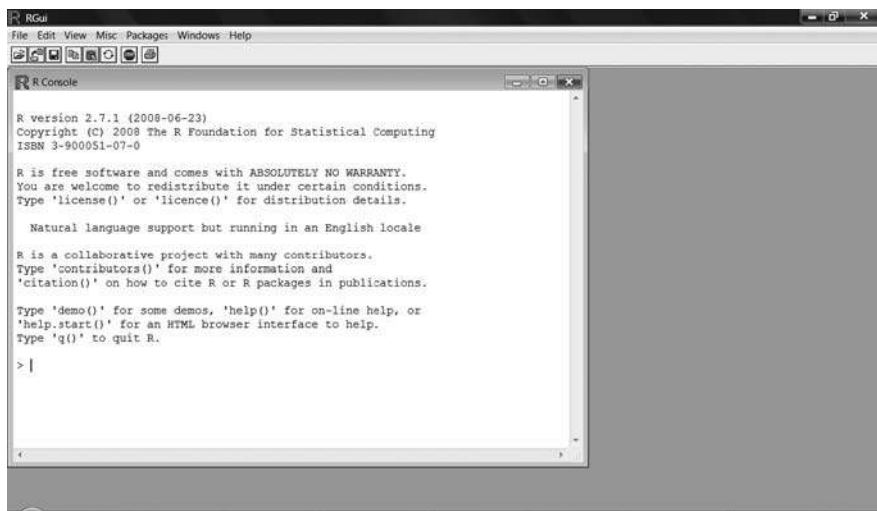 RGui
File Edit View Misc Packages Windows Help
R Console
R version 2.7.1 (2008-06-23)
Copyright (C) 2008 The R Foundation for Statistical Computing
ISBN 3-900051-07-0
R is free software and comes with ABSOLUTELY NO WARRANTY.
You are welcome to redistribute it under certain conditions.
Type 'license()' or 'licence()' for distribution details.
Natural language support but running in an English locale
R is a collaborative project with many contributors.
Type 'contributors()' for more information and
'citation()' on how to cite R or R packages in publications.
Type 'demo()' for some demos, 'help()' for on-line help, or
'help.start()' for an HTML browser interface to help.
Type 'q()' to quit R.
>